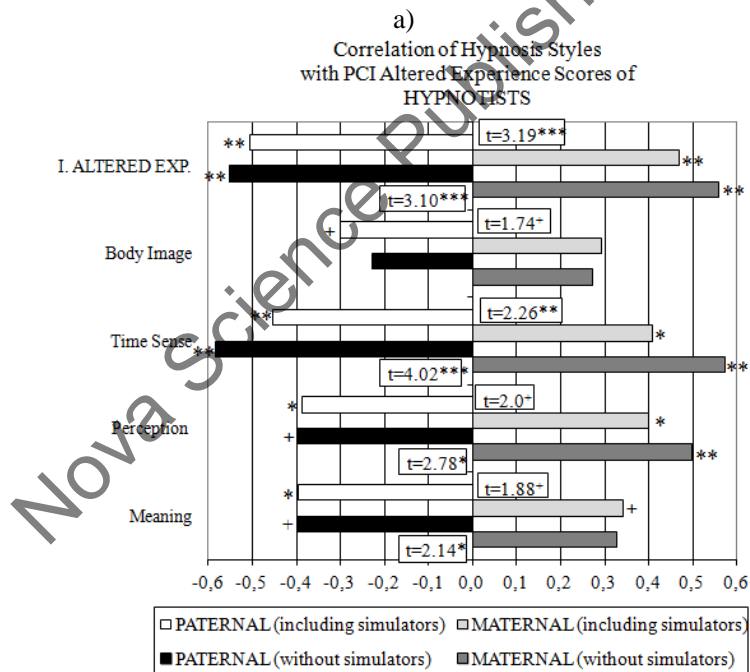 a)
Correlation of Hypnosis Styles
with PCI Altered Experience Scores of
HYPNOTISTS
** t=3.19***
I. ALTERED EXP. **
** **
t=3.10***
+ t=1.74+
Body Image
** t=2.26**
Time Sense *
** **
t=4.02***
* t=2.0+
Perception *
+ **
t=2.78*
* t=1.88+
Meaning +
+
t=2.14*
-0,6 -0,5 -0,4 -0,3 -0,2 -0,1 0,0 0,1 0,2 0,3 0,4 0,5 0,6
PATERNAL (including simulators) MATERNAL (including simulators)
PATERNAL (without simulators) MATERNAL (without simulators)
Nova Science Publish